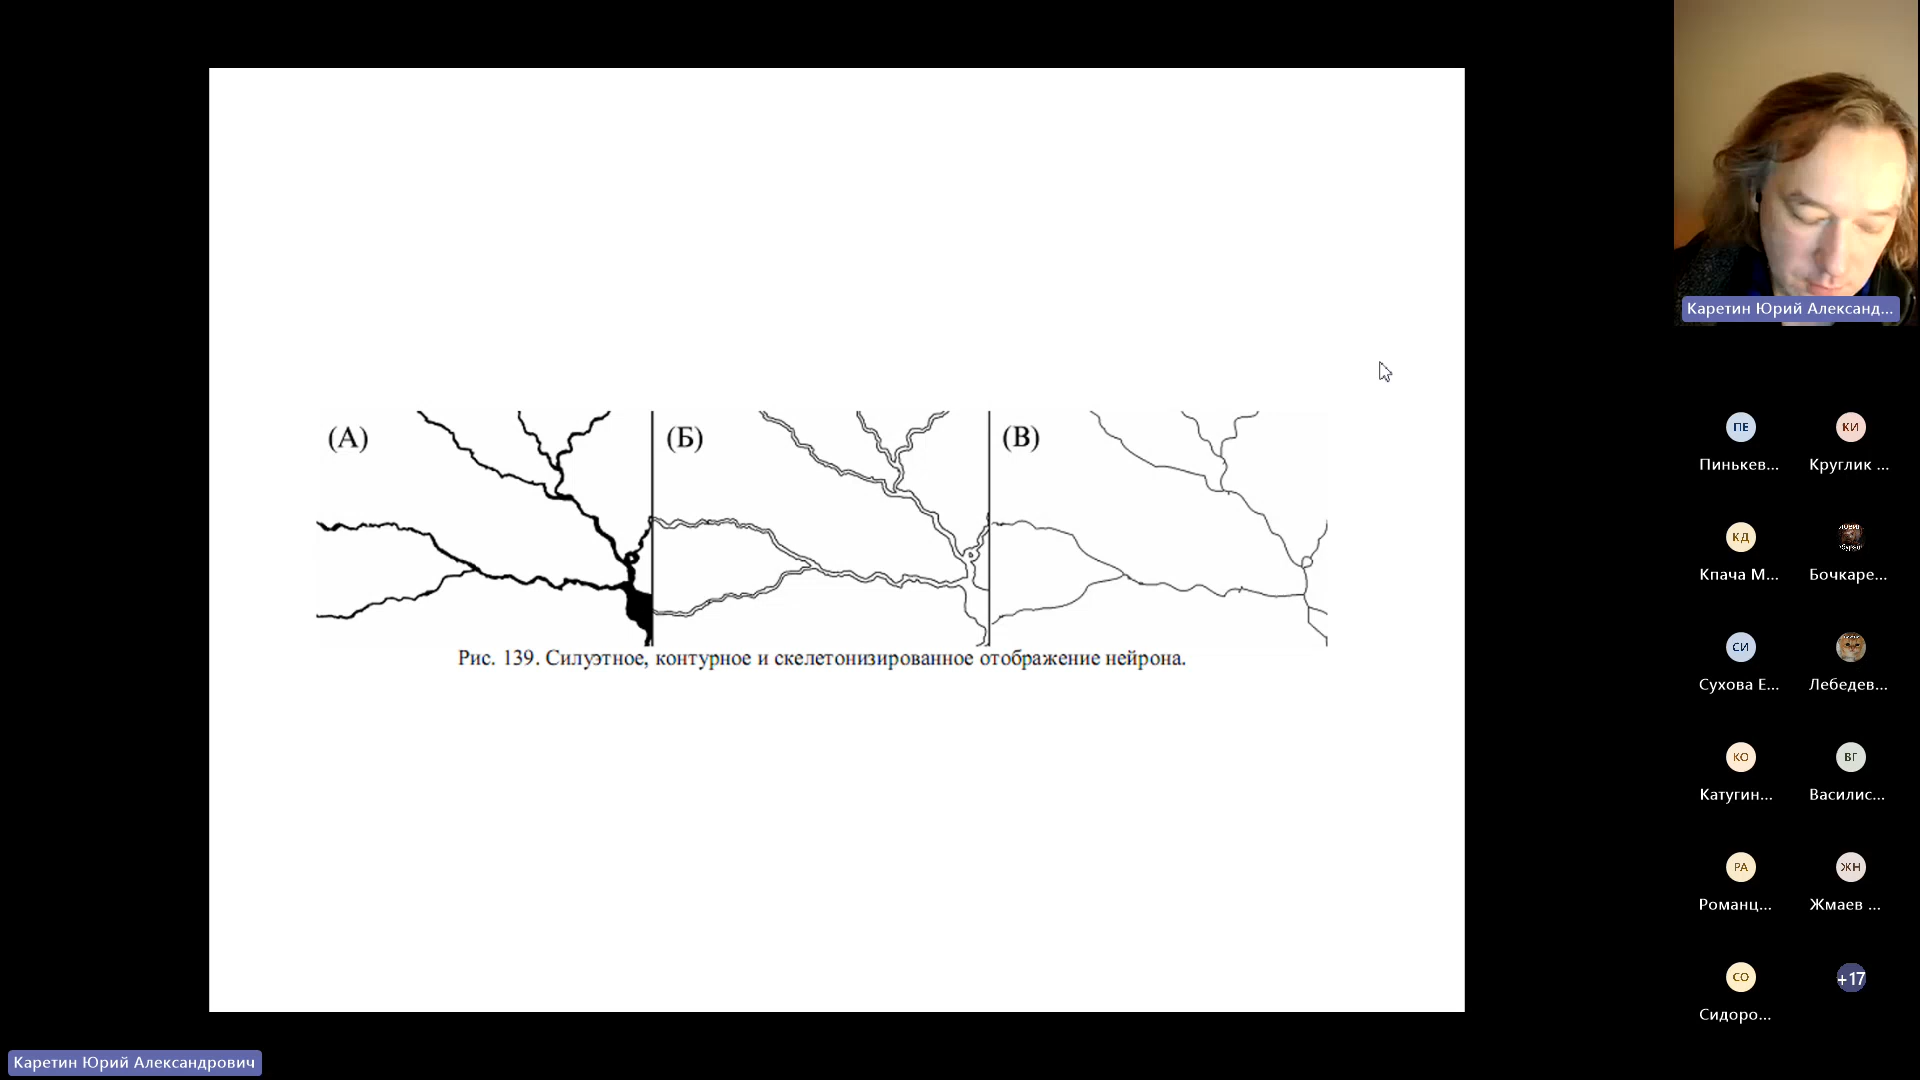 (А)
(Б)
(В)
Рис. 139. Силуэтное, контурное и скелетонизированное отображение нейрона.
Каретин Юрий Александ...
ПЕ
КИ
Пинькев...
Круглик ...
КД
Кпача М...
Бочкаре...
СИ
Сухова Е...
Лебедев...
КО
ВГ
Катугин...
Василис...
РА
ЖН
Романц...
Жмаев ...
СО
+17
Сидоро...
Каретин Юрий Александрович